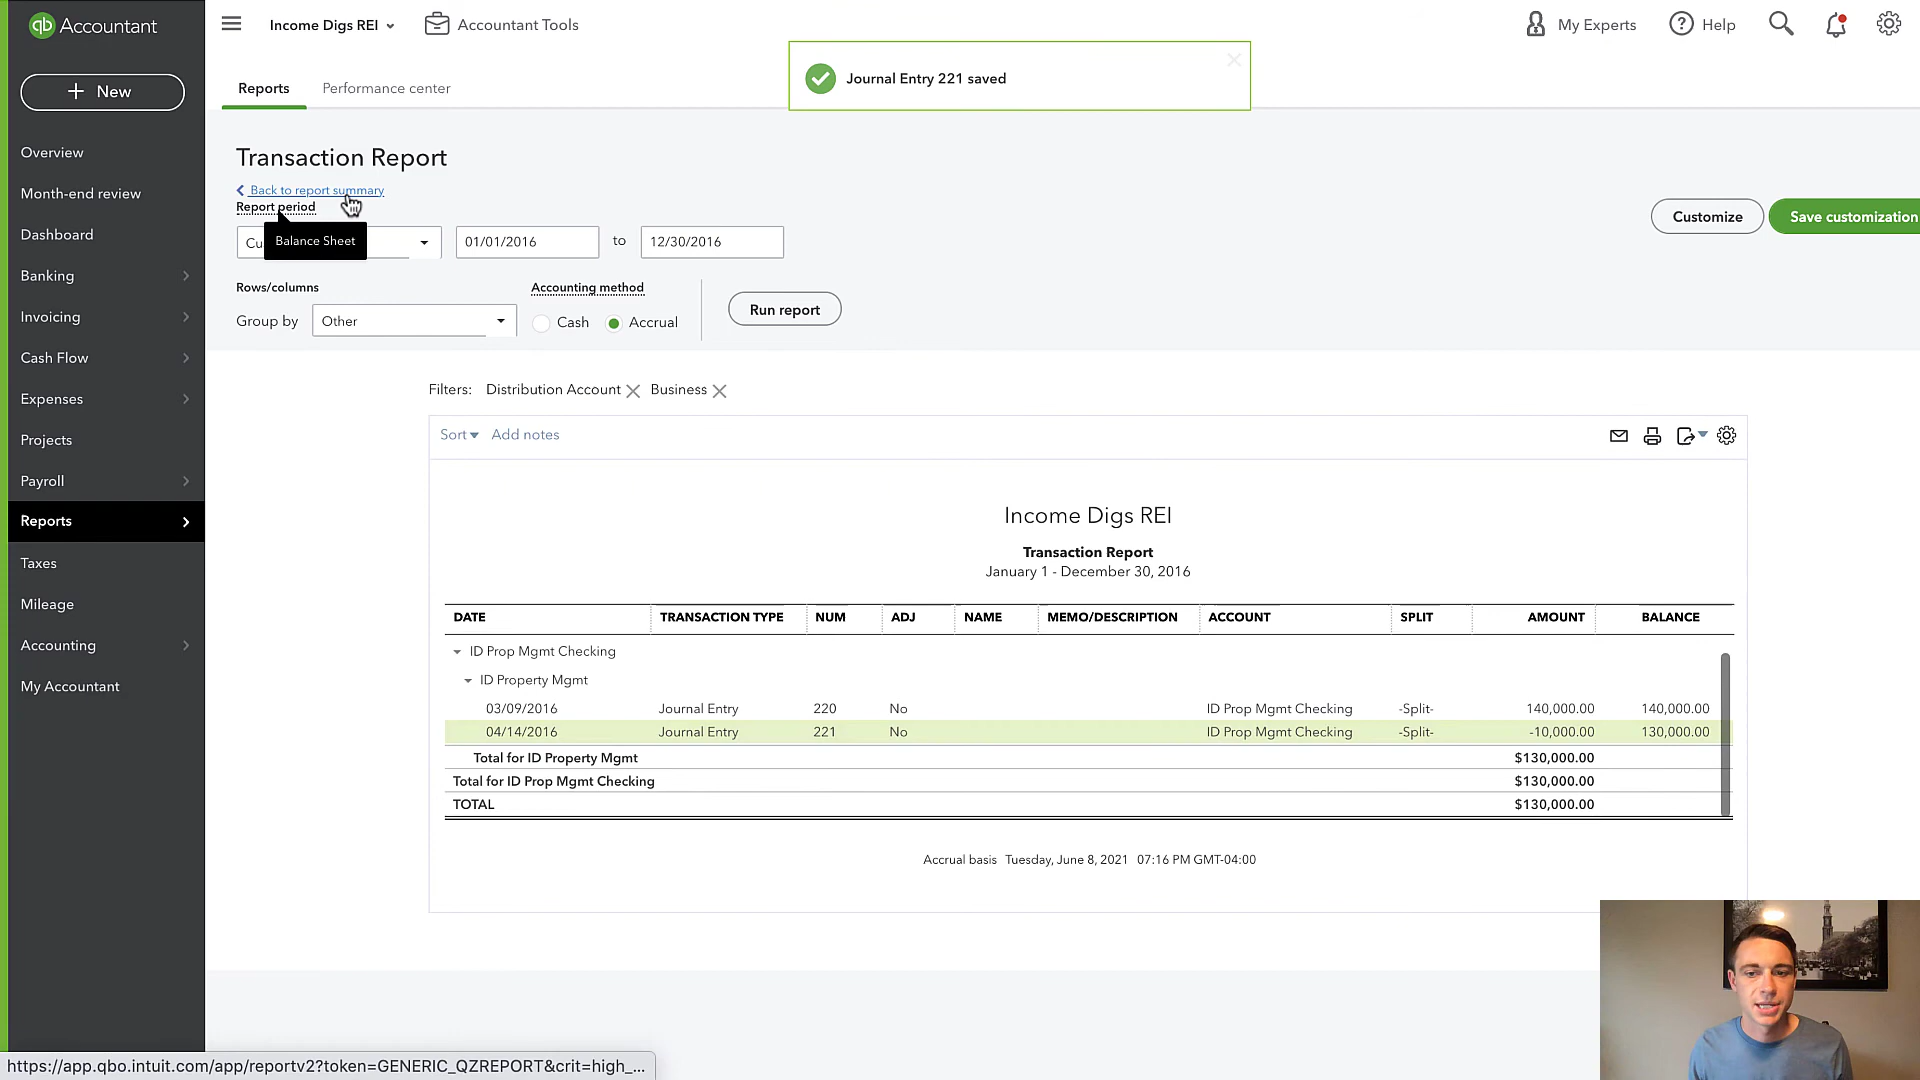 qb Accountant
Income Digs REI
Accountant Tools
My Experts
Help
Journal Entry 221 saved
+ New
Reports
Performance center
Overview
Month-end review
Dashboard
Banking
Invoicing
Cash Flow
Expenses
Projects
Payroll
Reports
Taxes
Mileage
Accounting
My Accountant
Transaction Report
Back to report summary
Report period
Cu
Balance Sheet
01/01/2016 to 12/30/2016
Customize
Save customization
Rows/columns
Accounting method
Group by Other
Cash Accrual
Run report
Filters: Distribution Account Business
Sort Add notes
Income Digs REI
Transaction Report
January 1 - December 30, 2016
DATE TRANSACTION TYPE NUM ADJ NAME MEMO/DESCRIPTION ACCOUNT SPLIT AMOUNT BALANCE
ID Prop Mgmt Checking
ID Property Mgmt
03/09/2016 Journal Entry 220 No ID Prop Mgmt Checking -Split- 140,000.00 140,000.00
04/14/2016 Journal Entry 221 No ID Prop Mgmt Checking -Split- -10,000.00 130,000.00
Total for ID Property Mgmt $130,000.00
Total for ID Prop Mgmt Checking $130,000.00
TOTAL $130,000.00
Accrual basis Tuesday, June 8, 2021 07:16 PM GMT-04:00
https://app.qbo.intuit.com/app/reportv2?token=GENERIC_QZREPORT&crit=high_...